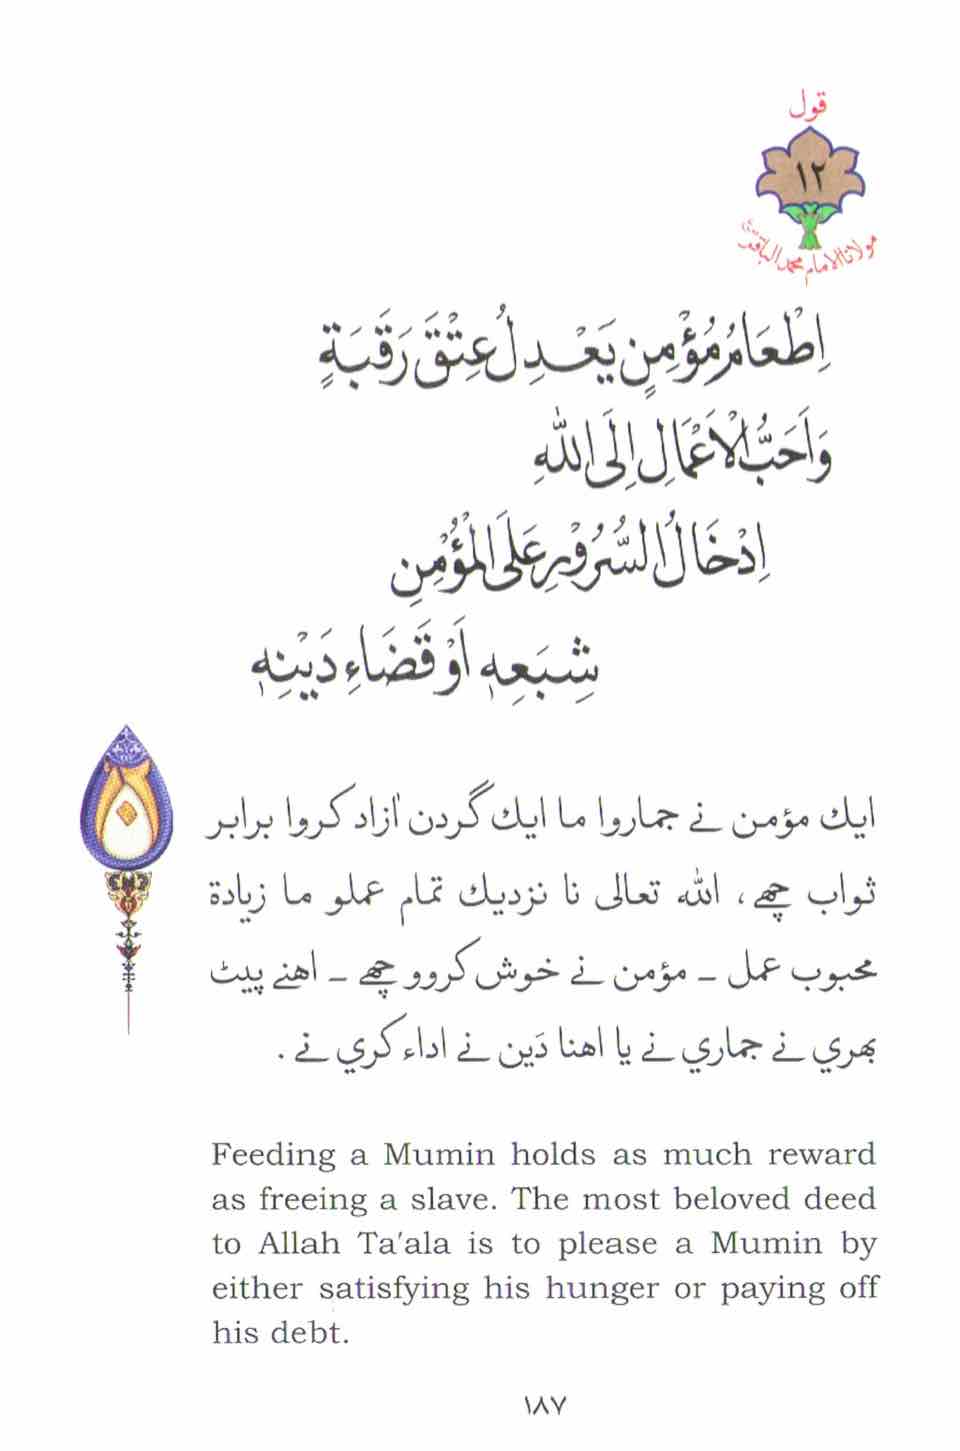 قول
١٢
مولانا الامام محمد الباقر
اِطْعَامُ مُؤْمِنٍ يَعْدِلُ عِتْقَ رَقَبَةٍ
وَاَحَبُّ الْاَعْمَالِ اِلَى اللهِ
اِدْخَالُ السُّرُوْرِ عَلَى الْمُؤْمِنِ
شِبَعِهٖ اَوْ قَضَاءِ دَيْنِهٖ
ايك مؤمن نے جماروا ما ايك گردن اٰزاد كروا برابر
ثواب چھے، الله تعالى نا نزديك تمام عملو ما زيادة
محبوب عمل ـ مؤمن نے خوش كروو چھے ـ اهنے پيٹ
بھري نے جماري نے يا اهنا دَين نے اداء كري نے .
Feeding a Mumin holds as much reward
as freeing a slave. The most beloved deed
to Allah Ta'ala is to please a Mumin by
either satisfying his hunger or paying off
his debt.
١٨٧